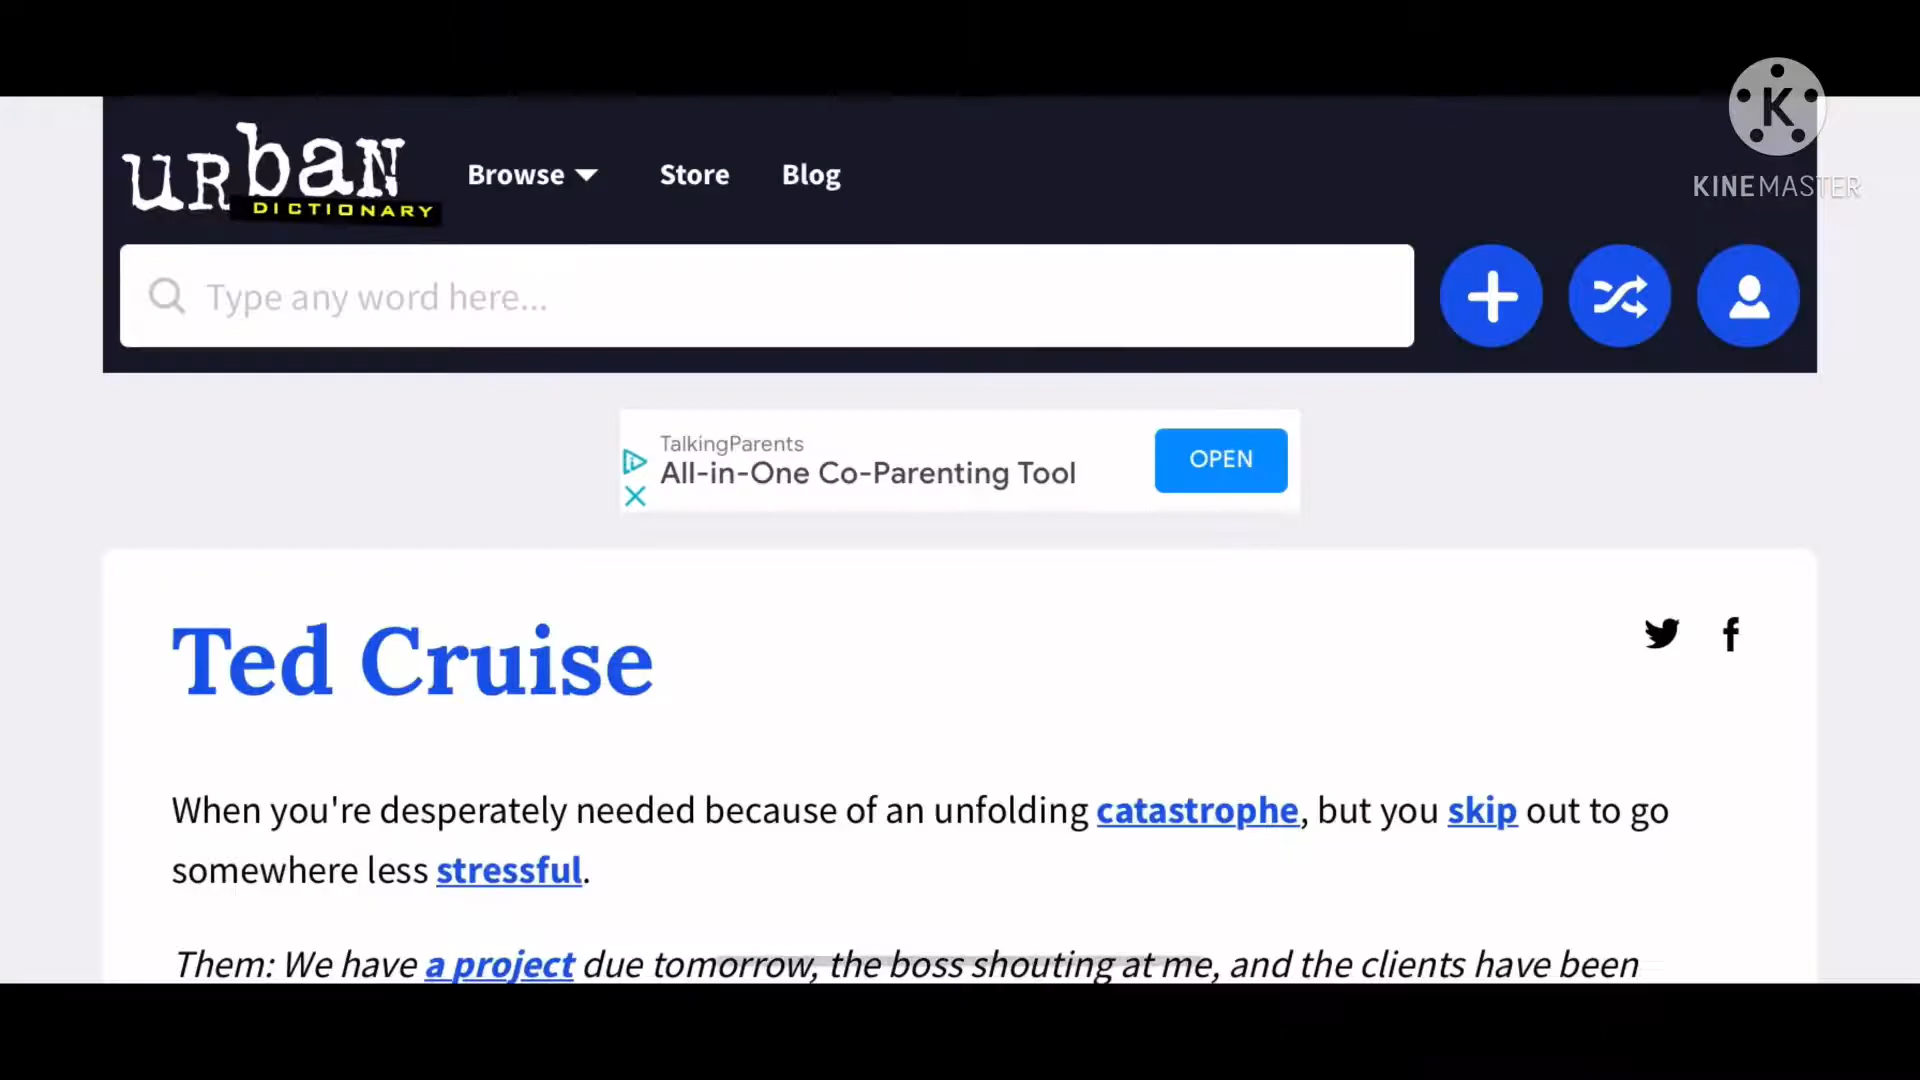 urban
DICTIONARY
Browse
Store
Blog
K
KINEMASTER
Type any word here...
TalkingParents
All-in-One Co-Parenting Tool
OPEN
Ted Cruise
When you're desperately needed because of an unfolding catastrophe, but you skip out to go
somewhere less stressful.
Them: We have a project due tomorrow, the boss shouting at me, and the clients have been